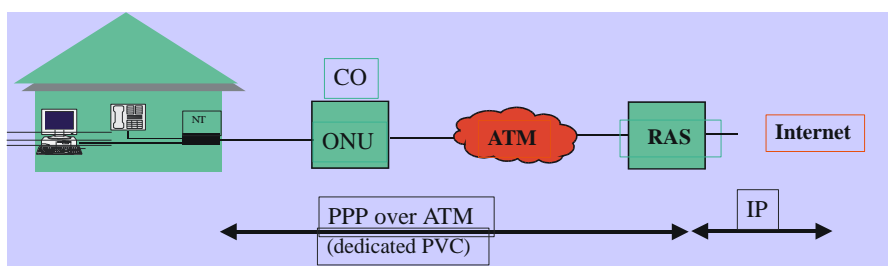 CO
NT
ONU
ATM
RAS
Internet
PPP over ATM
(dedicated PVC)
IP